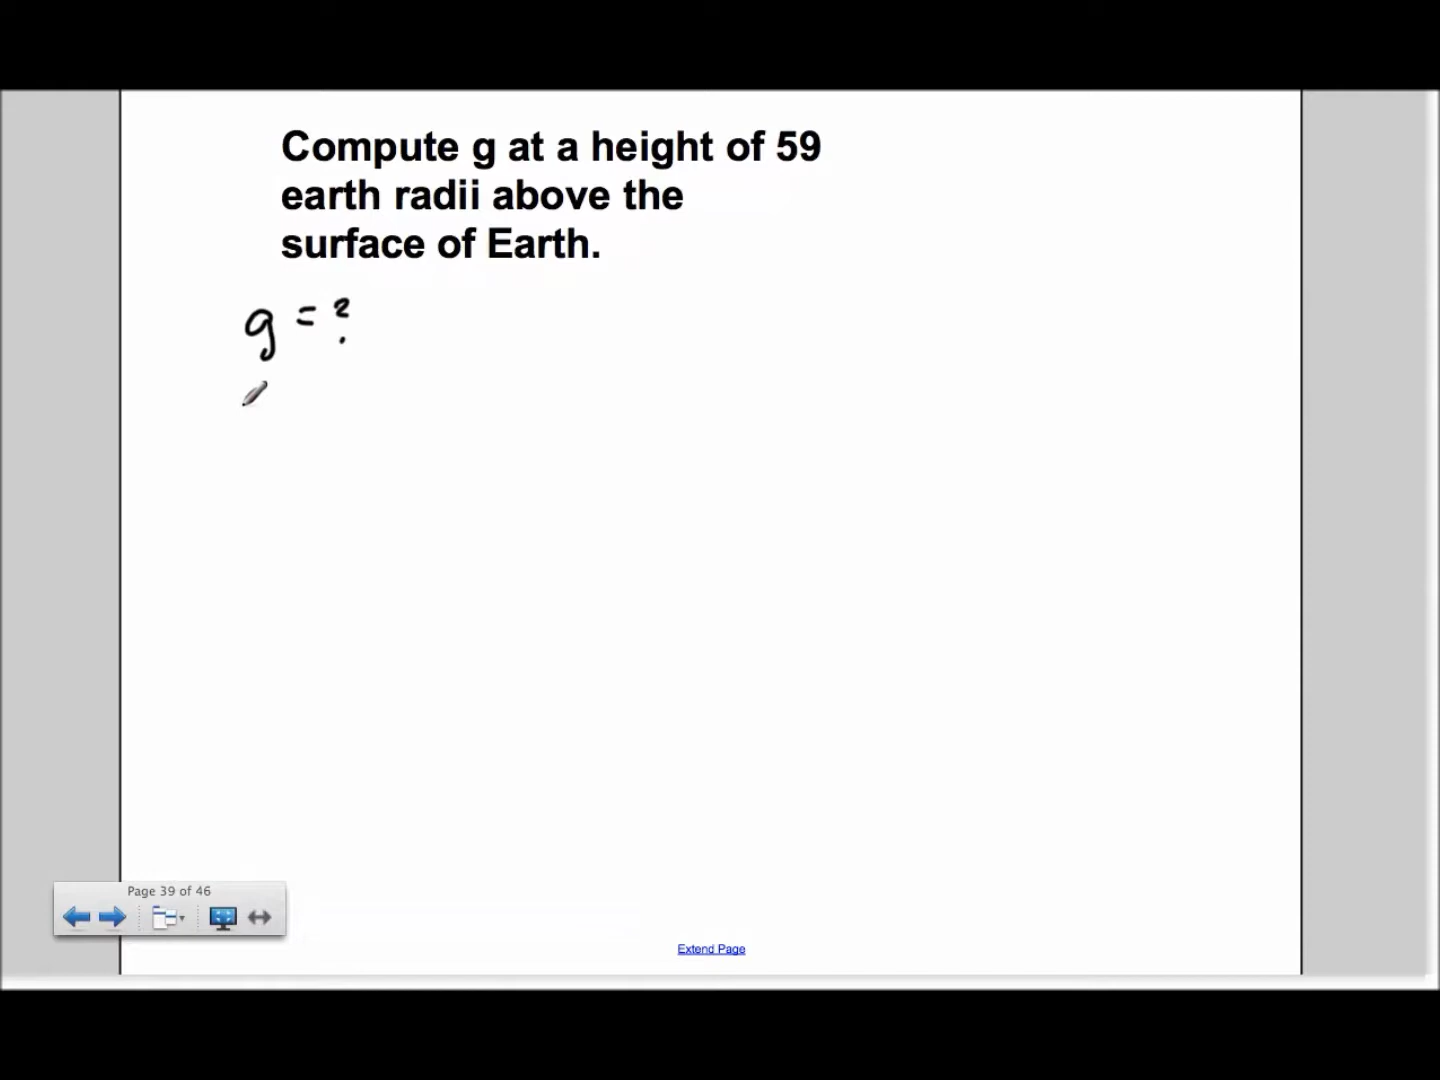 Compute g at a height of 59
earth radii above the
surface of Earth.
g = ?
Page 39 of 46
Extend Page